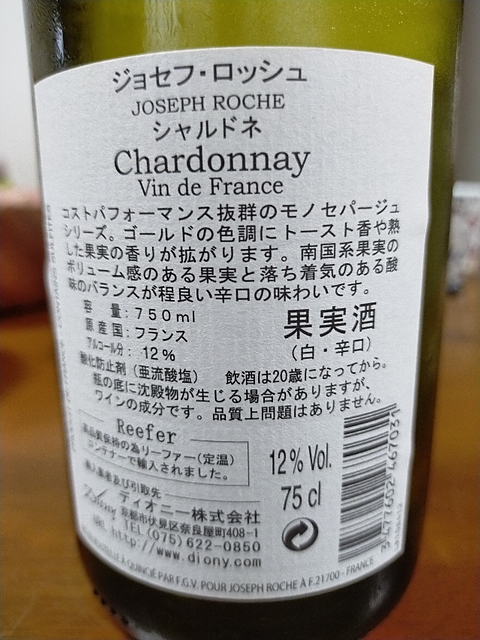 ジョセフ・ロッシュ
JOSEPH ROCHE
シャルドネ
Chardonnay
Vin de France
コストパフォーマンス抜群のモノセパージュ
シリーズ。ゴールドの色調にトースト香や熟
した果実の香りが拡がります。南国系果実の
ボリューム感のある果実と落ち着気のある酸
味のバランスが程良い辛口の味わいです。
容量:750ml
原産国:フランス
アルコール分:12%
果実酒
(白・辛口)
酸化防止剤(亜流酸塩) 飲酒は20歳になってから。
瓶の底に沈殿物が生じる場合がありますが、
ワインの成分です。品質上問題はありません。
Reefer
高品質保持の為リーファー(定温)
コンテナーで輸入されました。
輸入業者及び引取先
ディオニー株式会社
京都市伏見区奈良屋町408-1
TEL(075)622-0850
URL http://www.diony.com
12% Vol.
75 cl
À QUINCIÉ PAR F.G.V. POUR JOSEPH ROCHE À F.21700 - FRANCE